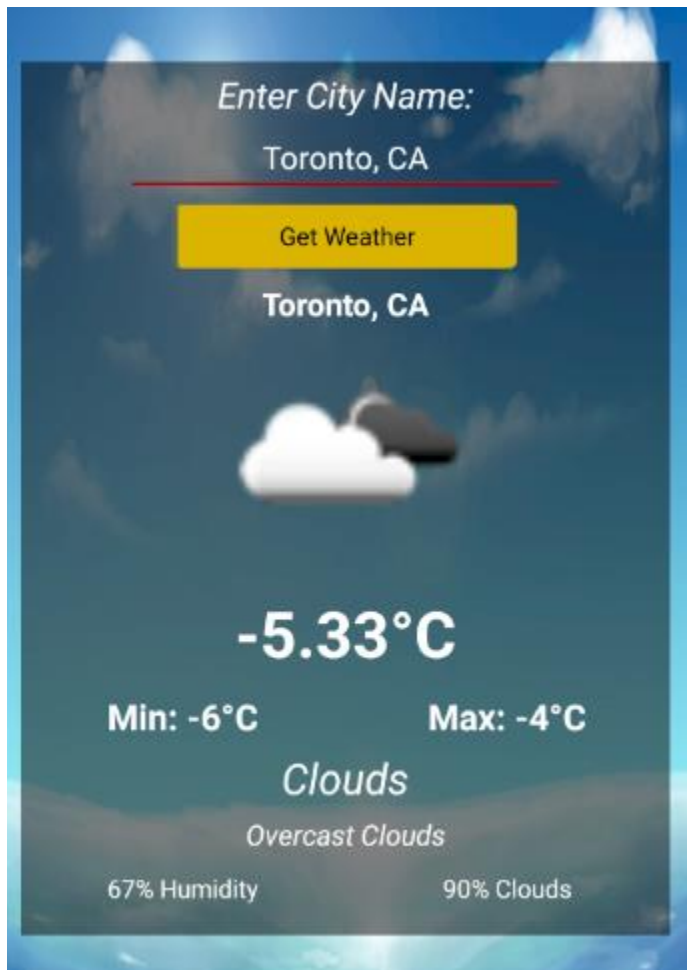 Enter City Name:
Toronto, CA
Get Weather
Toronto, CA
-5.33°C
Min: -6°C Max: -4°C
Clouds
Overcast Clouds
67% Humidity 90% Clouds